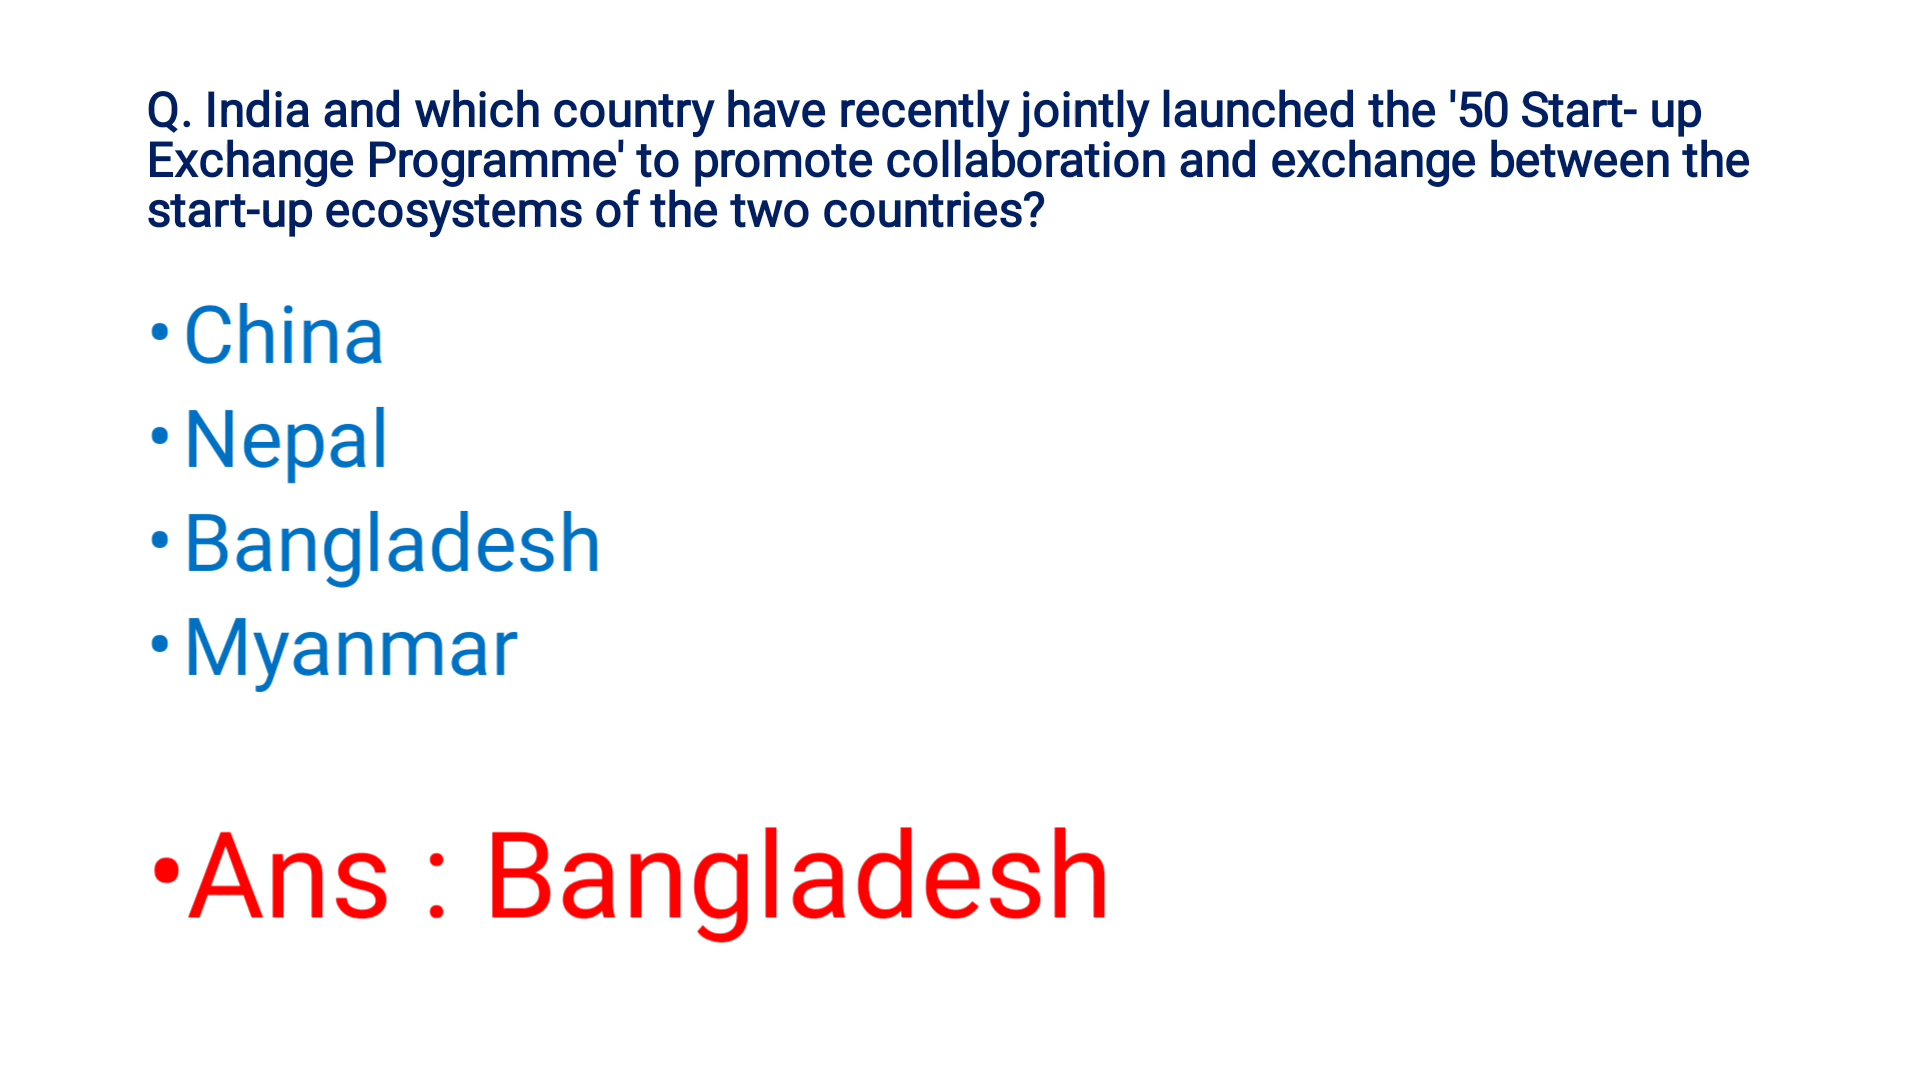 Q. India and which country have recently jointly launched the '50 Start- up
Exchange Programme' to promote collaboration and exchange between the
start-up ecosystems of the two countries?
• China
• Nepal
• Bangladesh
• Myanmar
•Ans : Bangladesh